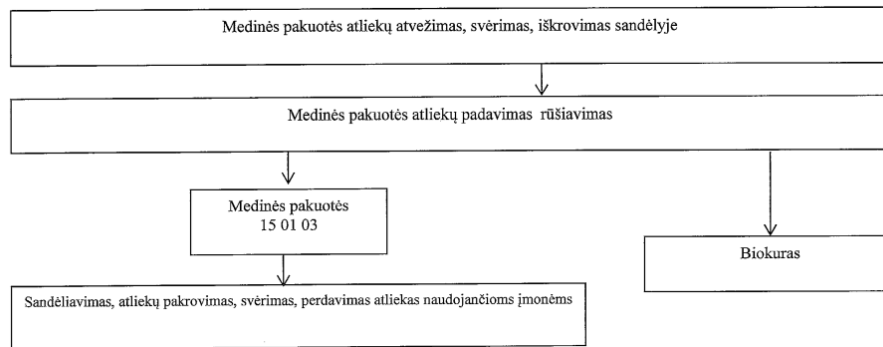 Medinės pakuotės atliekų atvežimas, svėrimas, iškrovimas sandėlyje
Medinės pakuotės atliekų padavimas rūšiavimas
Medinės pakuotės
15 01 03
Biokuras
Sandėliavimas, atliekų pakrovimas, svėrimas, perdavimas atliekas naudojančioms įmonėms